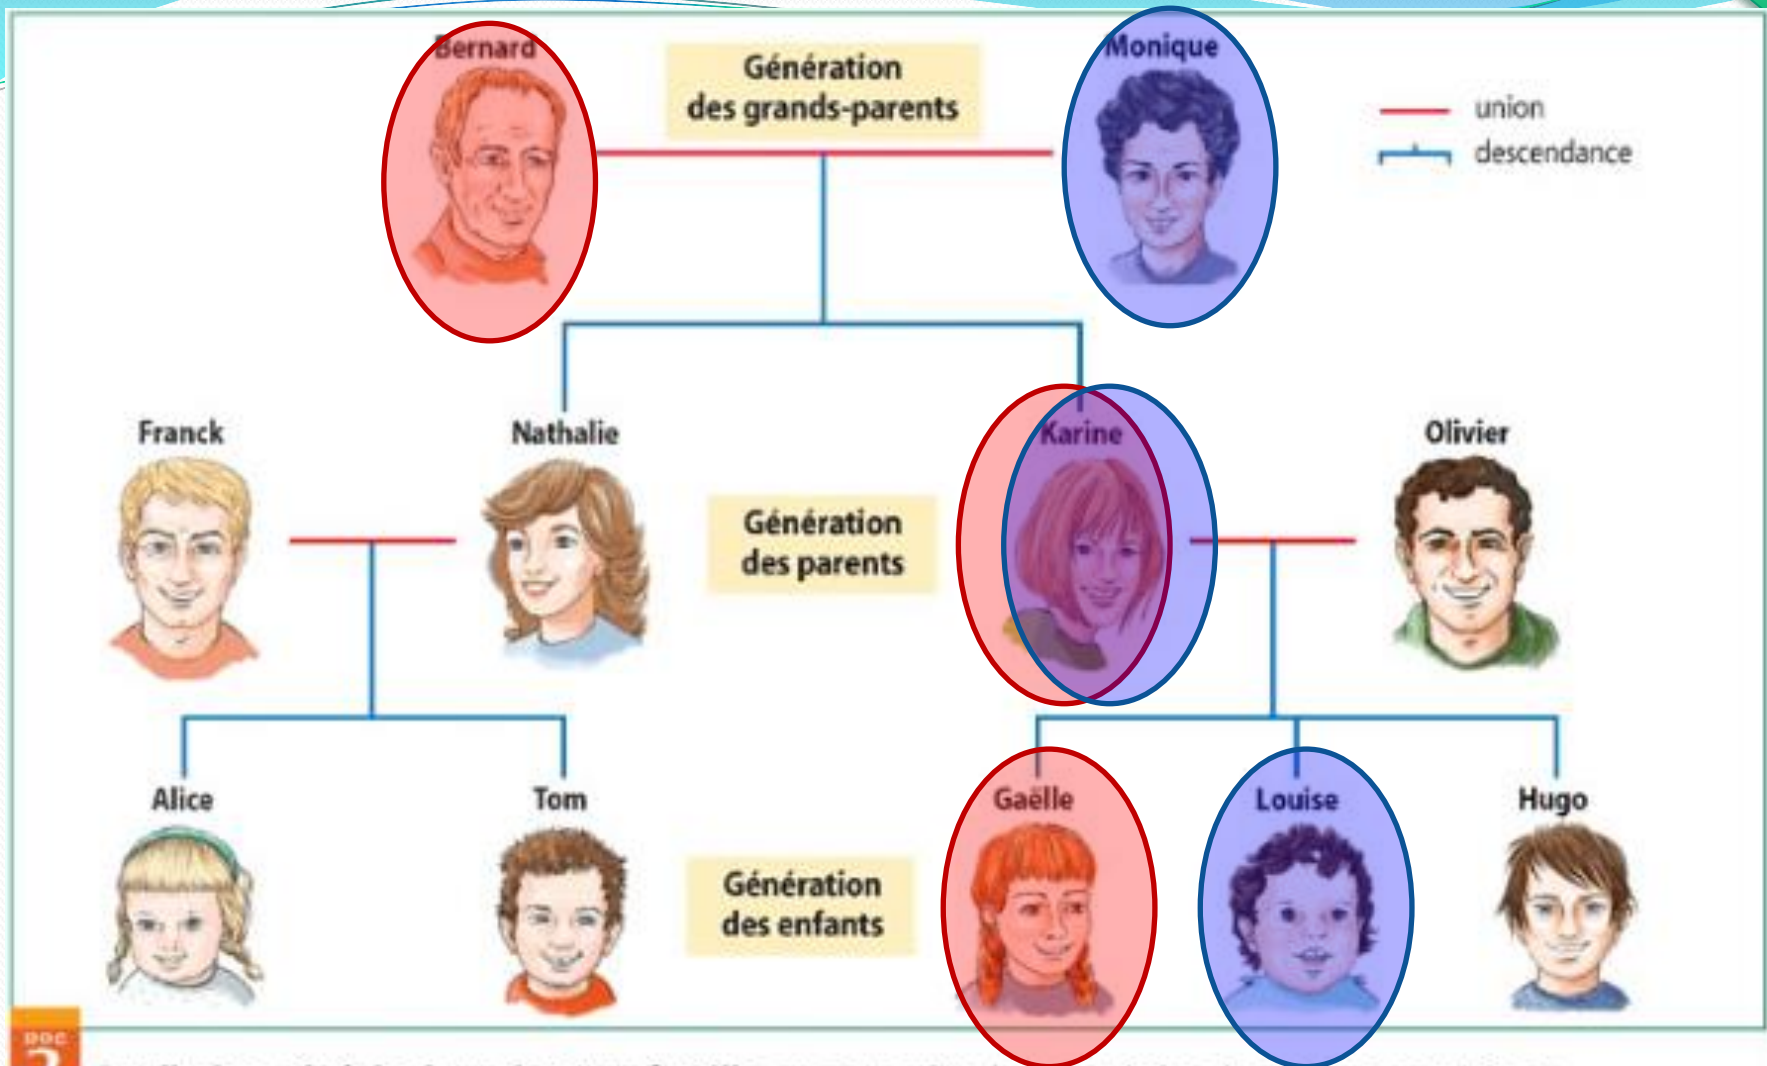 Bernard
Génération
des grands-parents
Monique
union
descendance
Franck
Nathalie
Génération
des parents
Karine
Olivier
Alice
Tom
Génération
des enfants
Gaëlle
Louise
Hugo
DOC